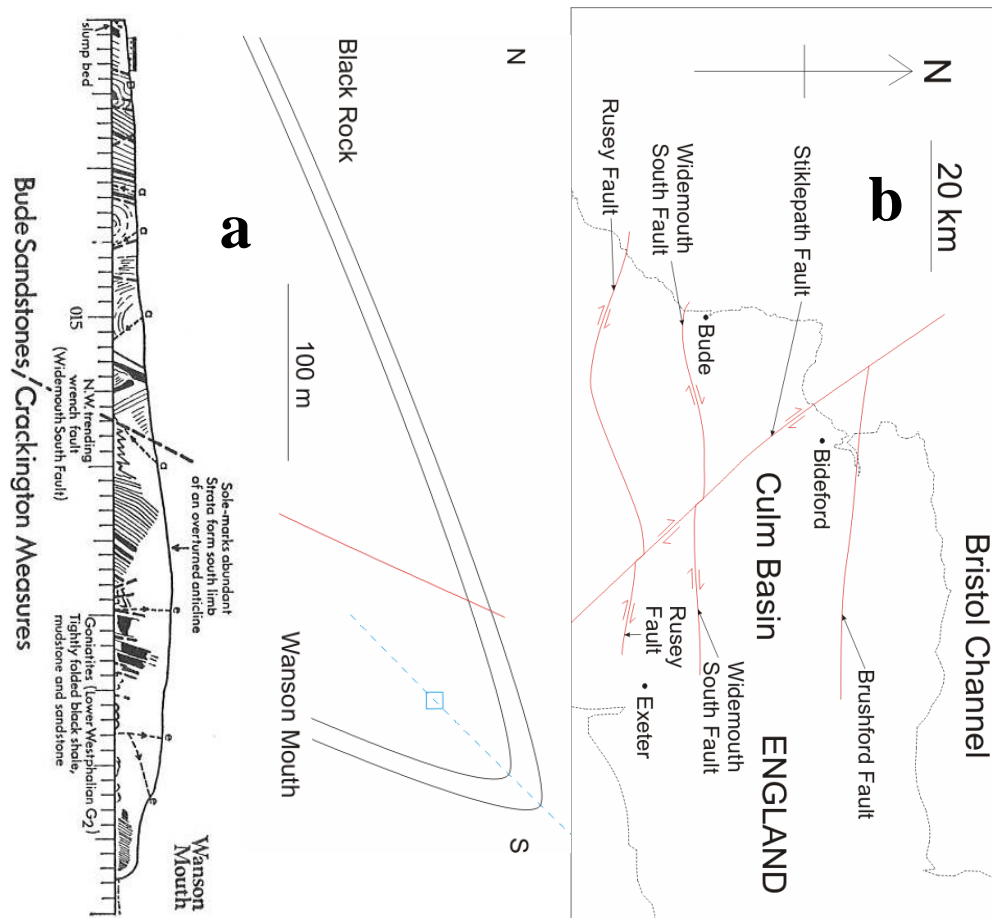 Bristol Channel
N
20 km
Brushford Fault
b
Bideford
Stiklepath Fault
Culm Basin
ENGLAND
Bude
Widemouth
South Fault
Widemouth
South Fault
Rusey Fault
Rusey
Fault
Exeter
N
S
Black Rock
a
100 m
Wanson Mouth
Sole-marks abundant
Strata form south limb
of an overturned anticline
Wanson
Mouth
a
a
a
a
e
e
e
slump bed
015
N.W. trending
wrench fault
(Widemouth South Fault)
Goniatites (Lower Westphalian G2)
Tightly folded black shale,
mudstone and sandstone
Bude Sandstones/Crackington Measures